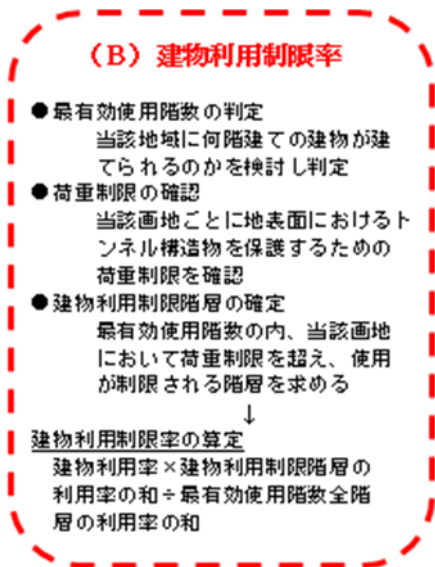 （B）建物利用制限率
●最有効使用階数の判定
当該地域に何階建ての建物が建
てられるのかを検討し判定
●荷重制限の確認
当該画地ごとに地表面におけるト
ンネル構造物を保護するための
荷重制限を確認
●建物利用制限階層の確定
最有効使用階数の内、当該画地
において荷重制限を超え、使用
が制限される階層を求める
↓
建物利用制限率の算定
建物利用率×建物利用制限階層の
利用率の和÷最有効使用階数全階
層の利用率の和